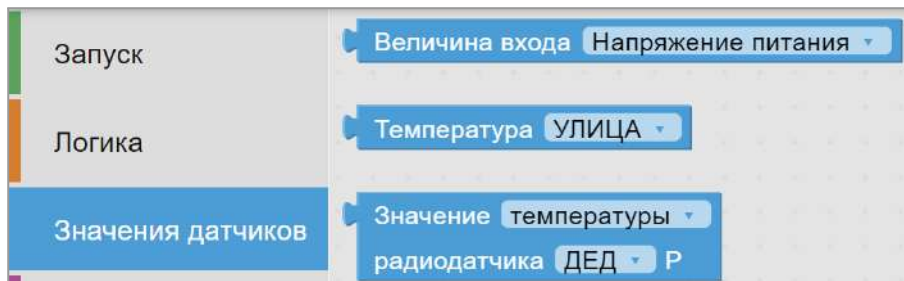 Запуск
Логика
Значения датчиков
Величина входа Напряжение питания
Температура УЛИЦА
Значение температуры
радиодатчика ДЕД Р